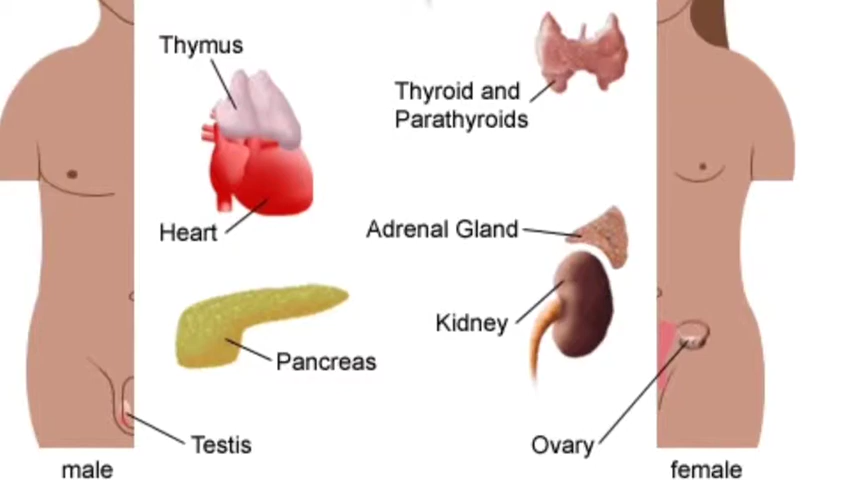 Thymus
Thyroid and
Parathyroids
Heart
Adrenal Gland
Kidney
Pancreas
Testis
Ovary
male
female